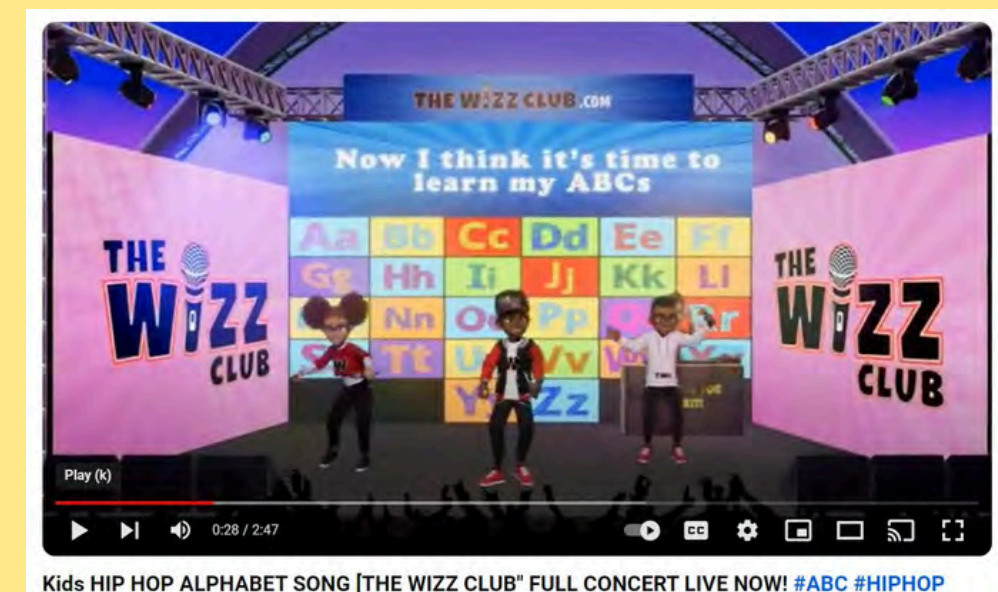 THE WIZZ CLUB.COM
Now I think it's time to
learn my ABCs
Aa Bb Cc Dd Ee Ff
Gg Hh Ii Jj Kk Ll
Nn Pp
Tt
Zz
THE
WIZZ
CLUB
THE
WIZZ
CLUB
Play (k)
0:28 / 2:47
CC
Kids HIP HOP ALPHABET SONG [THE WIZZ CLUB" FULL CONCERT LIVE NOW! #ABC #HIPHOP